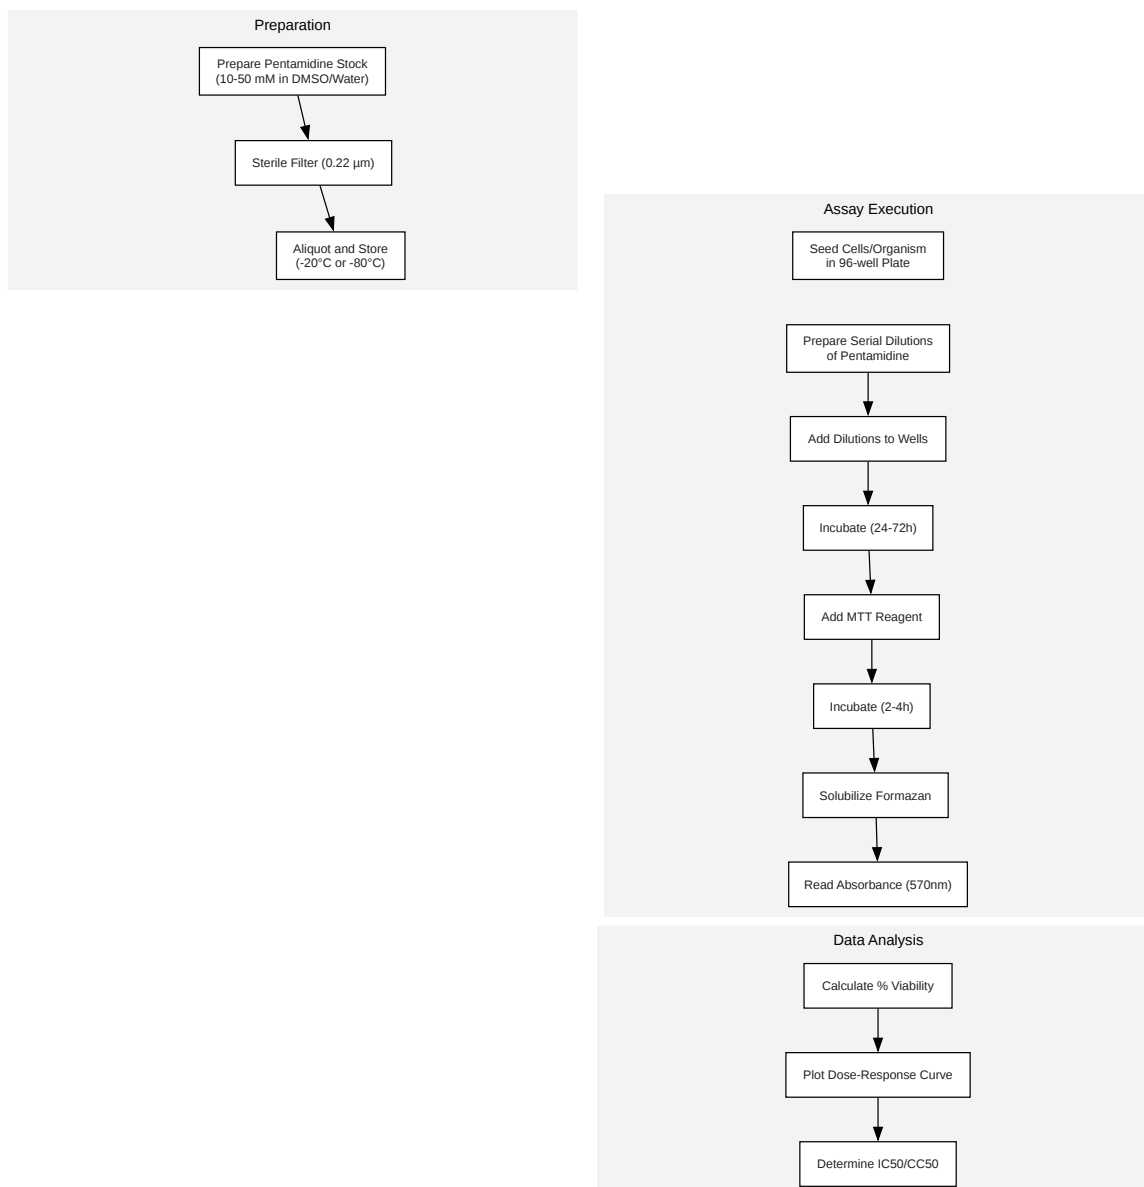 Preparation
Prepare Pentamidine Stock
(10-50 mM in DMSO/Water)
Sterile Filter (0.22 µm)
Aliquot and Store
(-20°C or -80°C)
Assay Execution
Seed Cells/Organism
in 96-well Plate
Prepare Serial Dilutions
of Pentamidine
Add Dilutions to Wells
Incubate (24-72h)
Add MTT Reagent
Incubate (2-4h)
Solubilize Formazan
Read Absorbance (570nm)
Data Analysis
Calculate % Viability
Plot Dose-Response Curve
Determine IC50/CC50